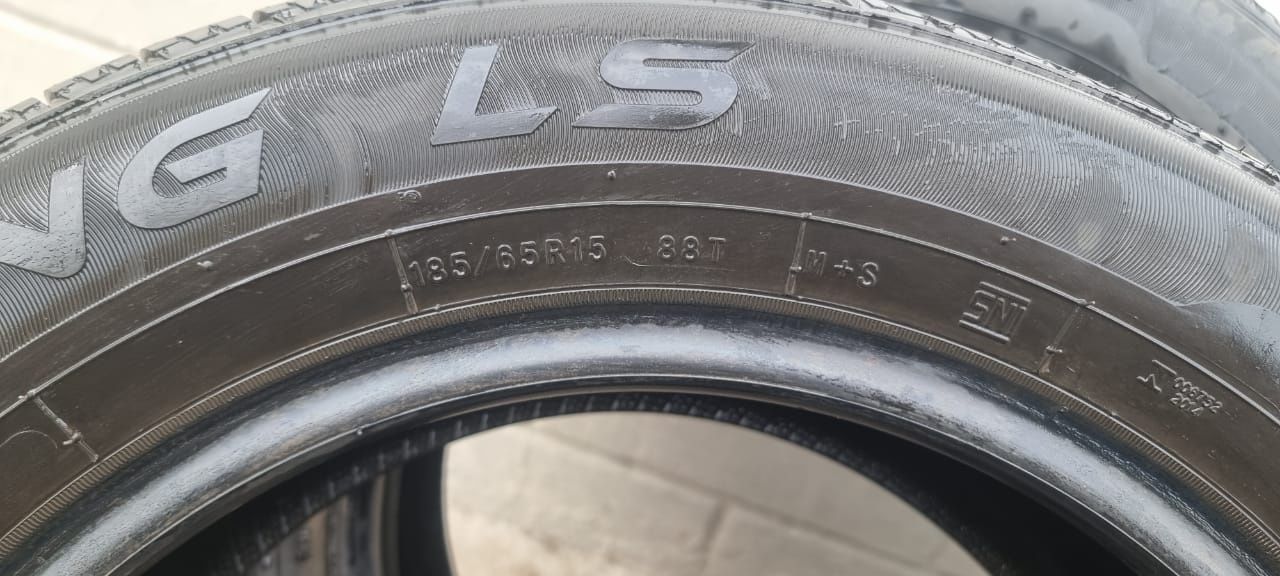 NG LS
185/65R15 88T
M+S
SNI
2014